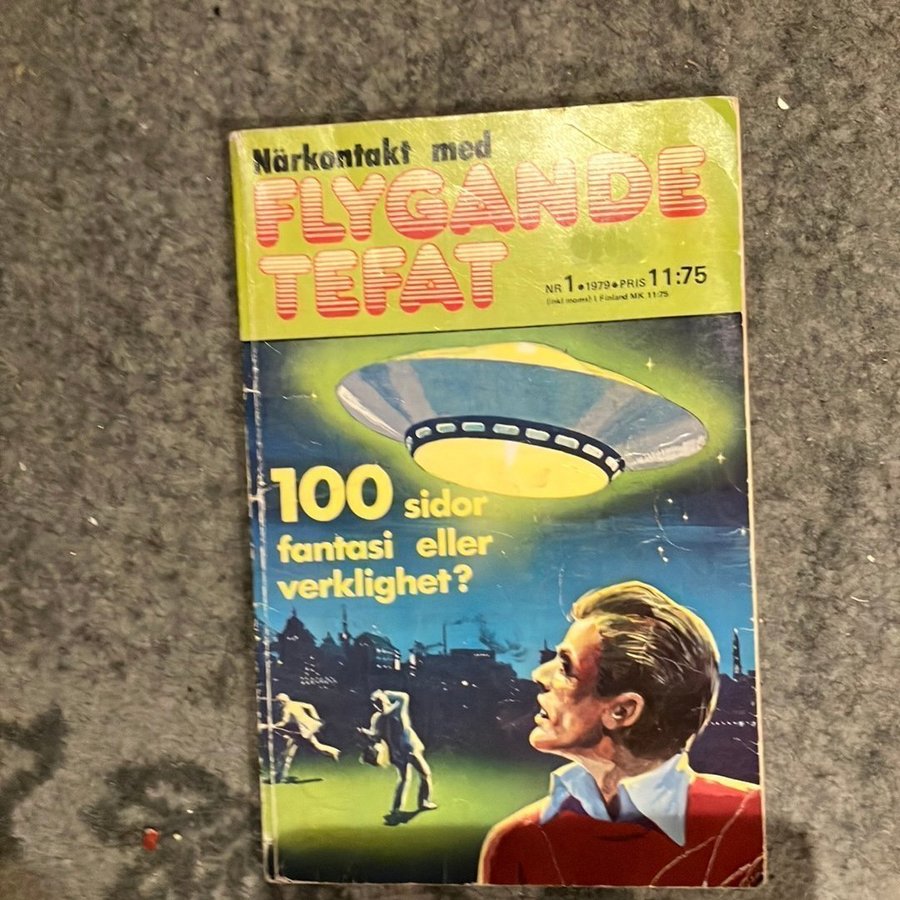 Närkontakt med
FLYGANDE
TEFAT
NR 1 • 1979 • PRIS 11:75
(inkl moms) I Finland MK 11:75
100 sidor
fantasi eller
verklighet?